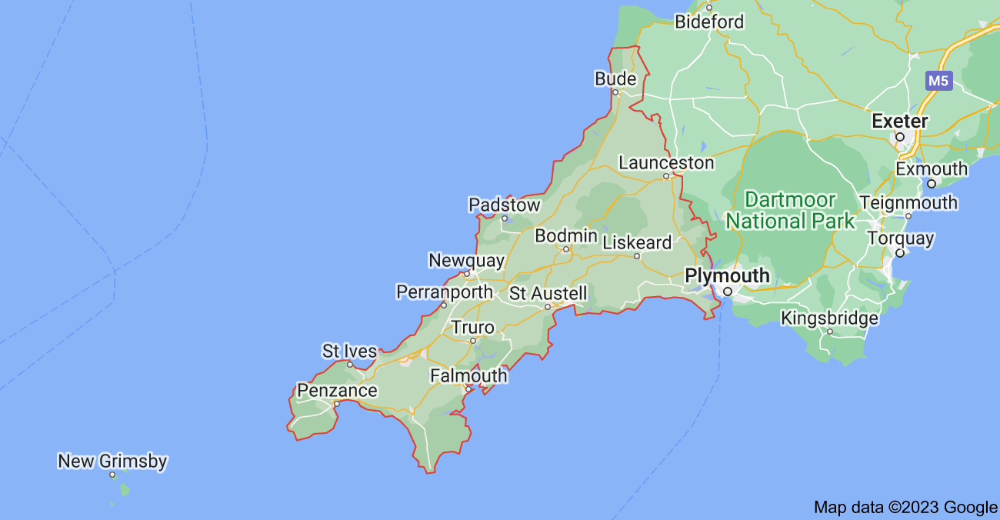 Bideford
Bude
M5
Exeter
Launceston
Exmouth
Padstow
Dartmoor
National Park
Teignmouth
Bodmin
Liskeard
Torquay
Newquay
Plymouth
Perranporth
St Austell
Truro
Kingsbridge
St Ives
Falmouth
Penzance
New Grimsby
Map data ©2023 Google